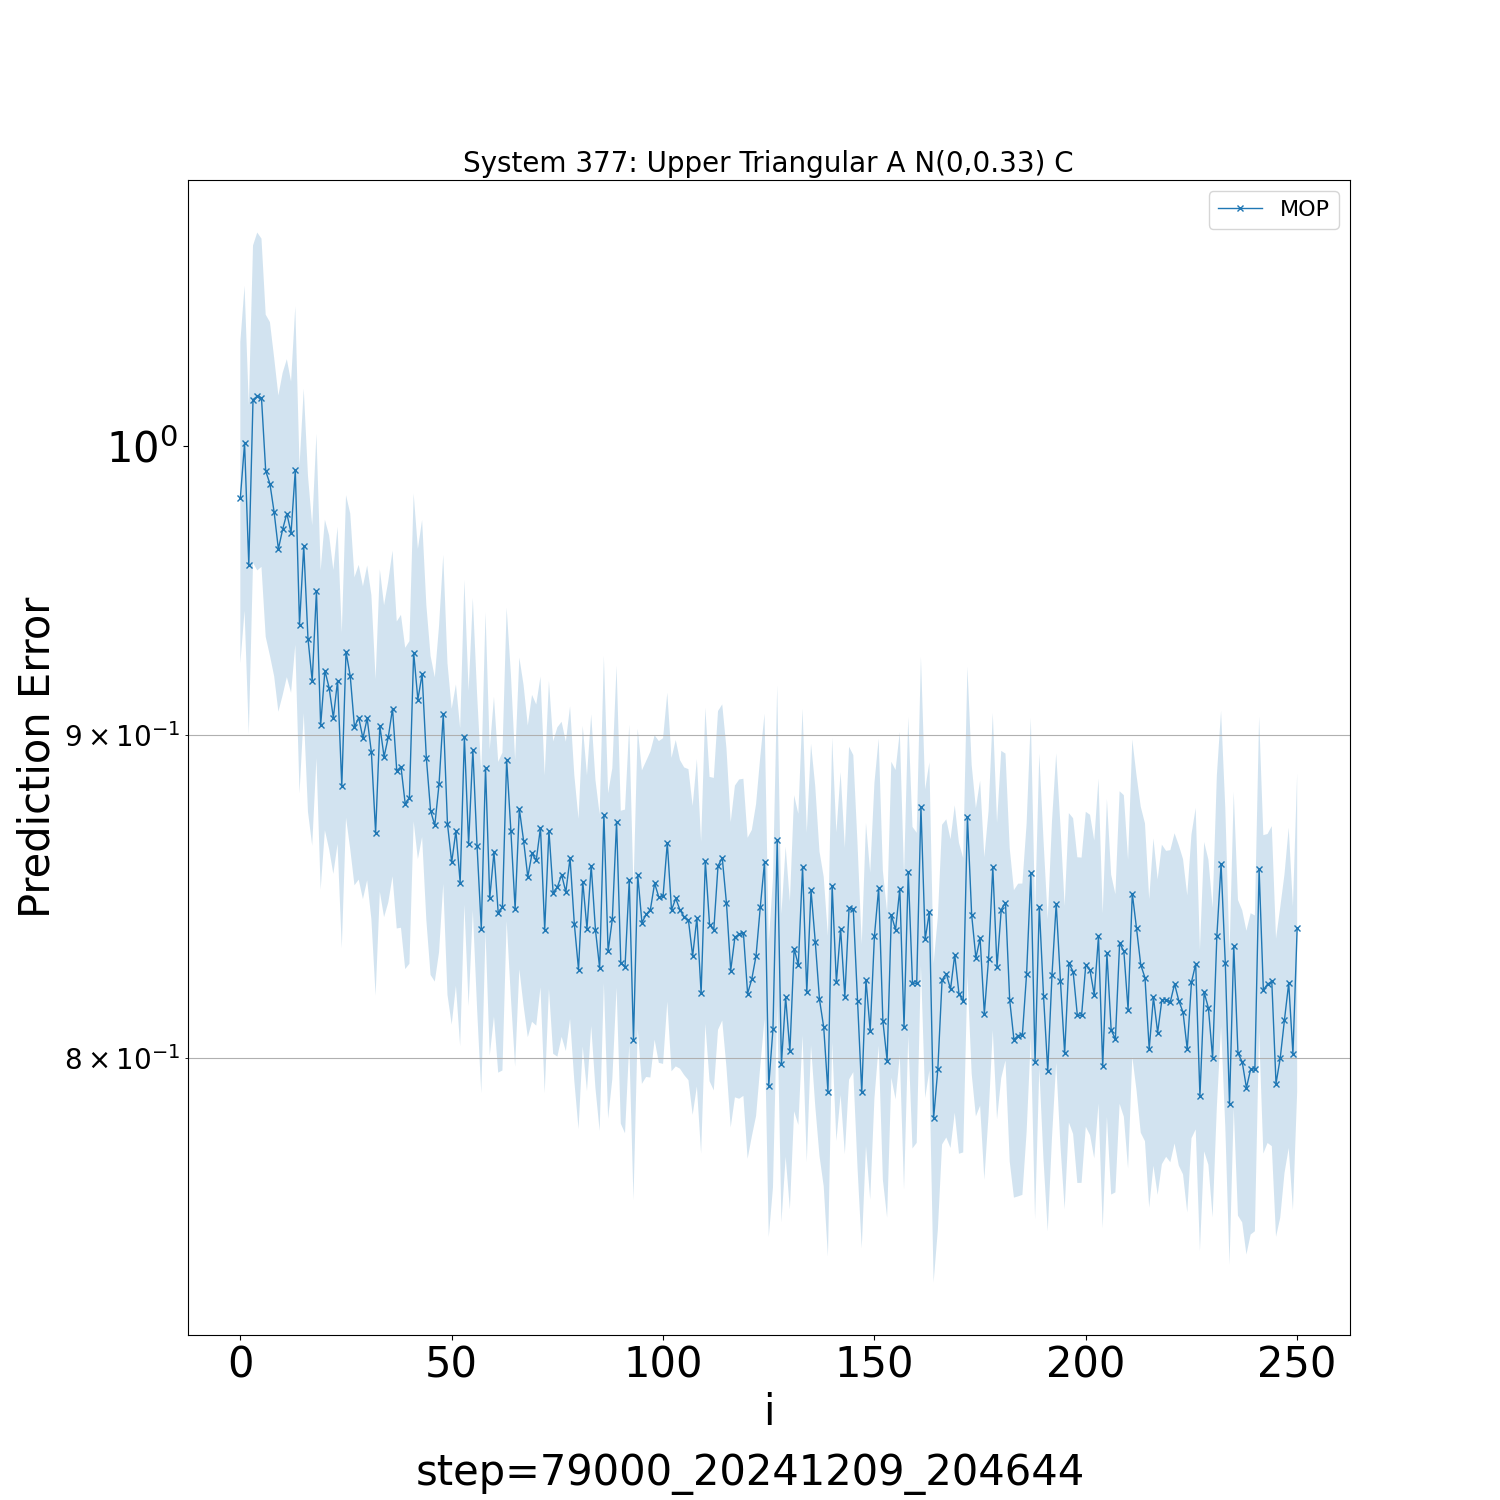 System 377: Upper Triangular A N(0,0.33) C
MOP
Prediction Error
10⁰
9 × 10⁻¹
8 × 10⁻¹
0 50 100 150 200 250
i
step=79000_20241209_204644